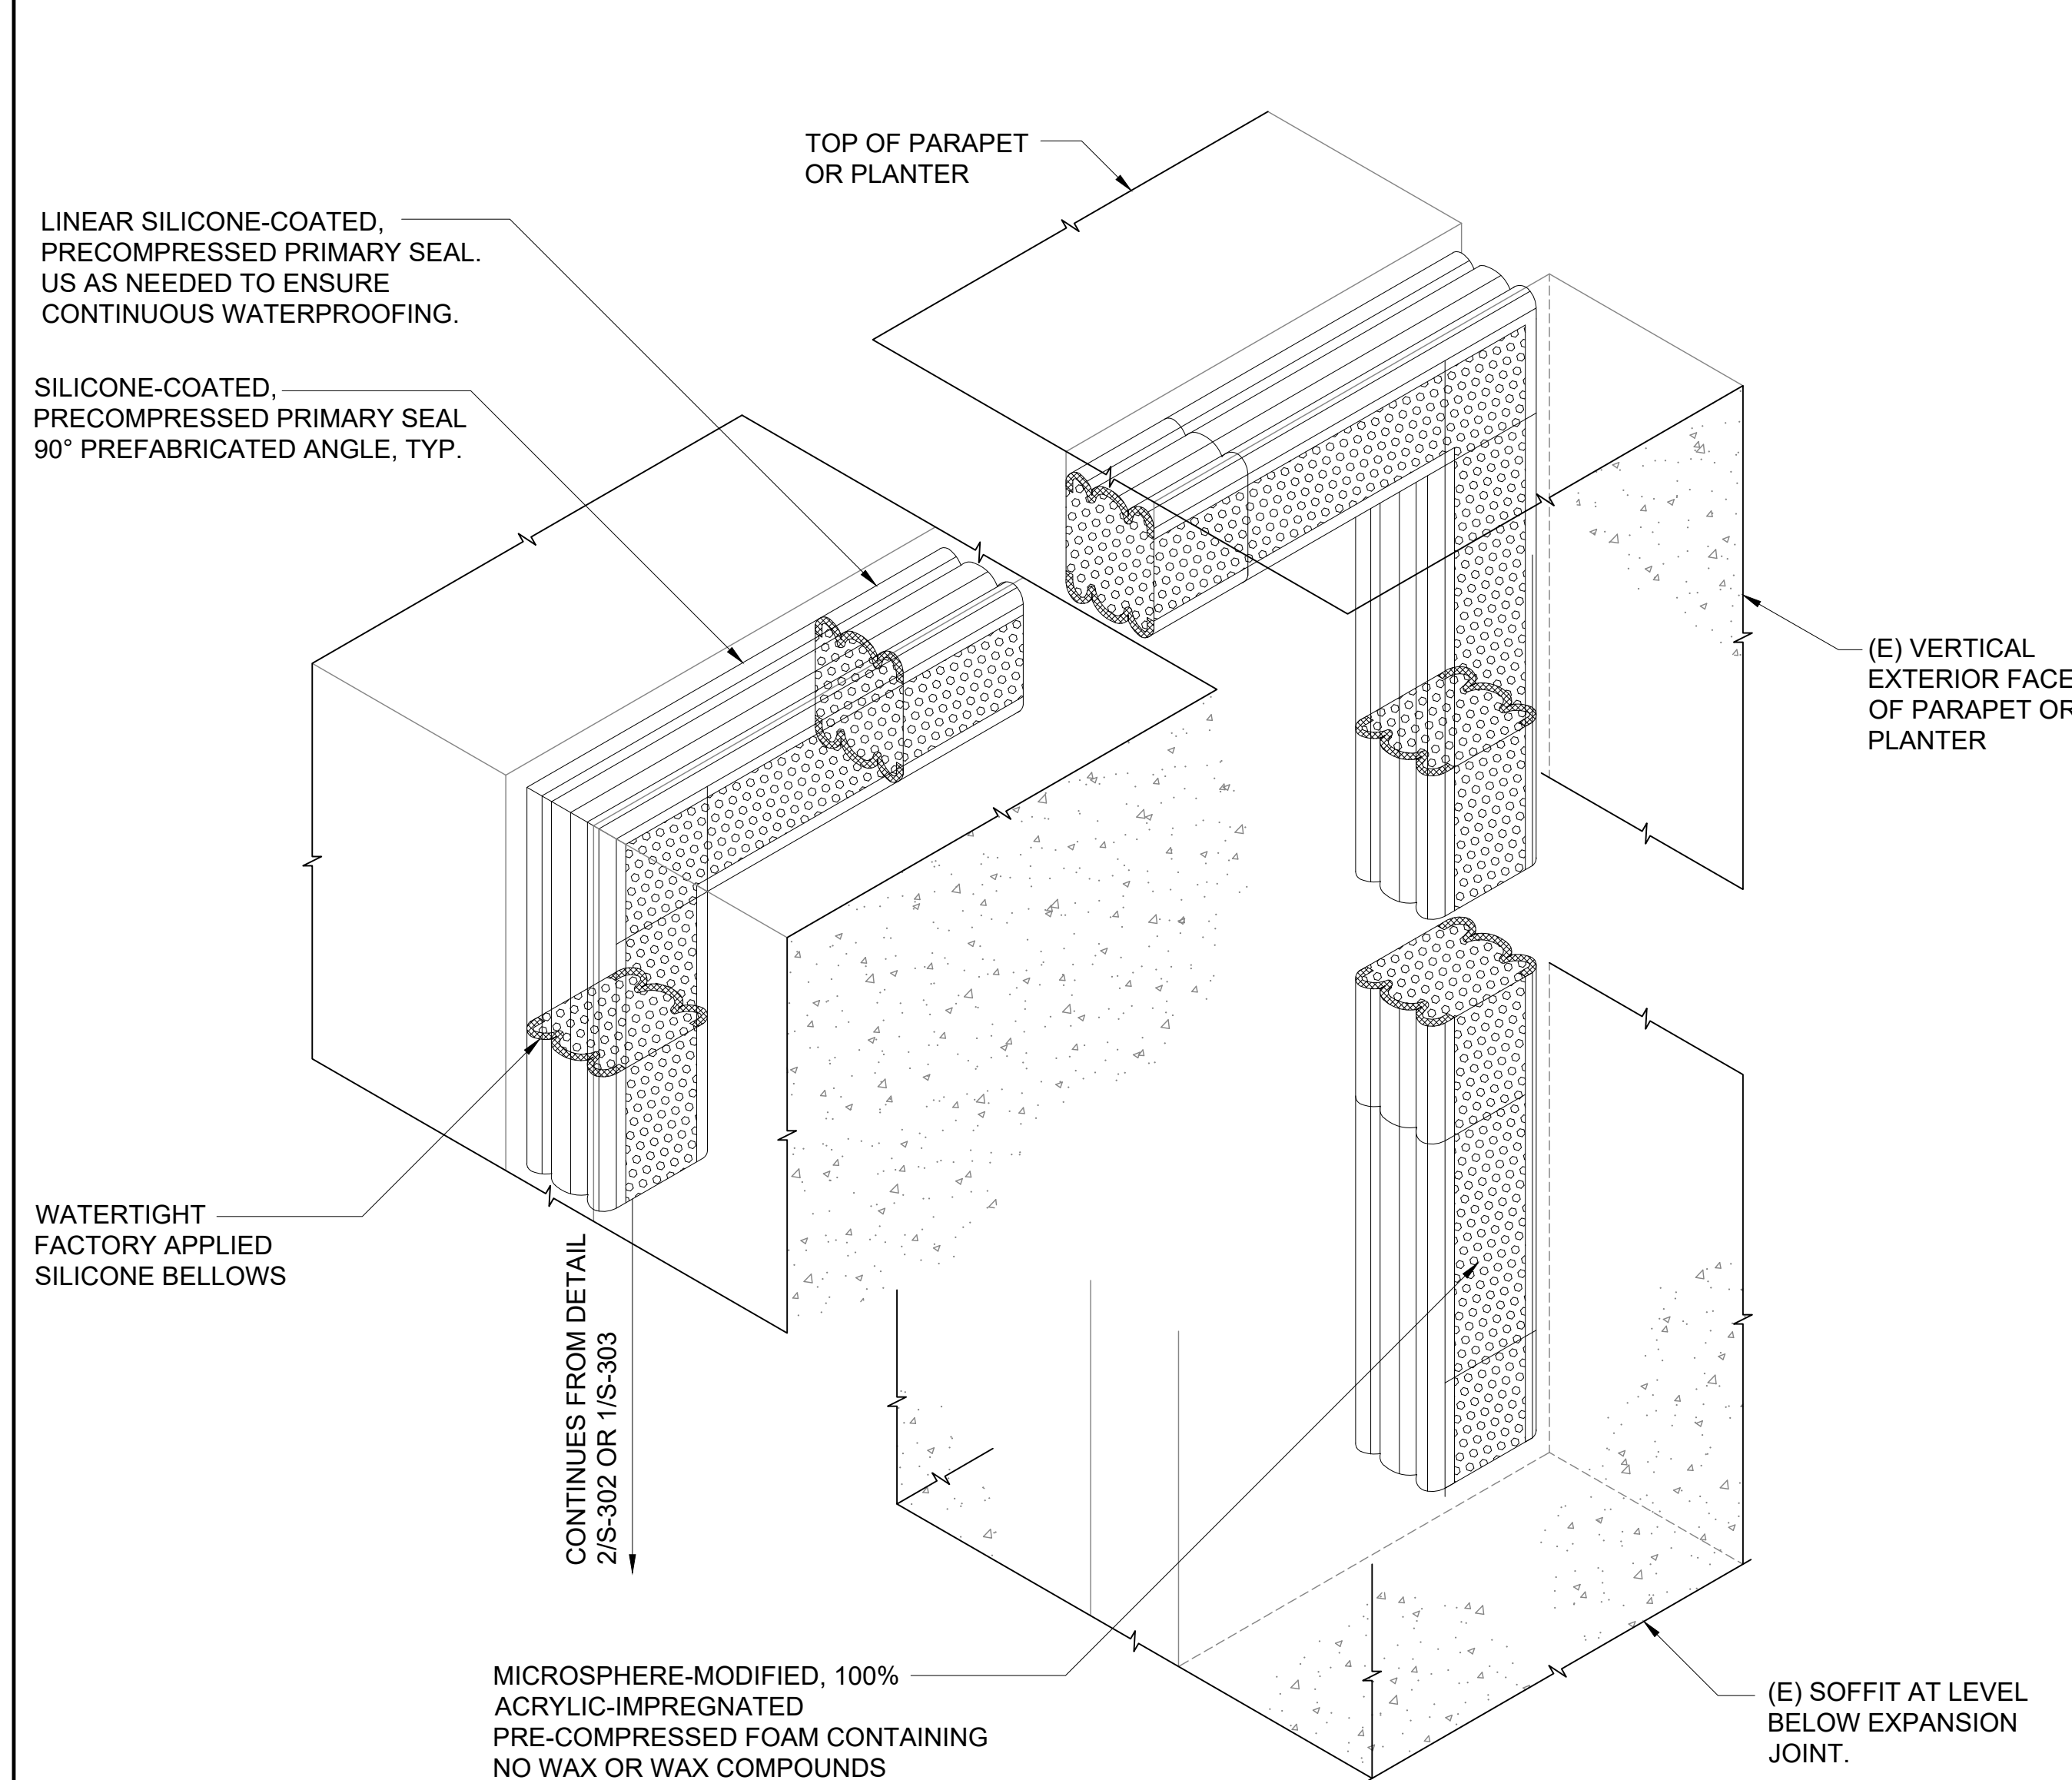 TOP OF PARAPET
OR PLANTER
LINEAR SILICONE-COATED,
PRECOMPRESSED PRIMARY SEAL.
US AS NEEDED TO ENSURE
CONTINUOUS WATERPROOFING.
SILICONE-COATED,
PRECOMPRESSED PRIMARY SEAL
90° PREFABRICATED ANGLE, TYP.
(E) VERTICAL
EXTERIOR FACE
OF PARAPET OR
PLANTER
WATERTIGHT
FACTORY APPLIED
SILICONE BELLOWS
CONTINUES FROM DETAIL
2/S-302 OR 1/S-303
MICROSPHERE-MODIFIED, 100%
ACRYLIC-IMPREGNATED
PRE-COMPRESSED FOAM CONTAINING
NO WAX OR WAX COMPOUNDS
(E) SOFFIT AT LEVEL
BELOW EXPANSION
JOINT.